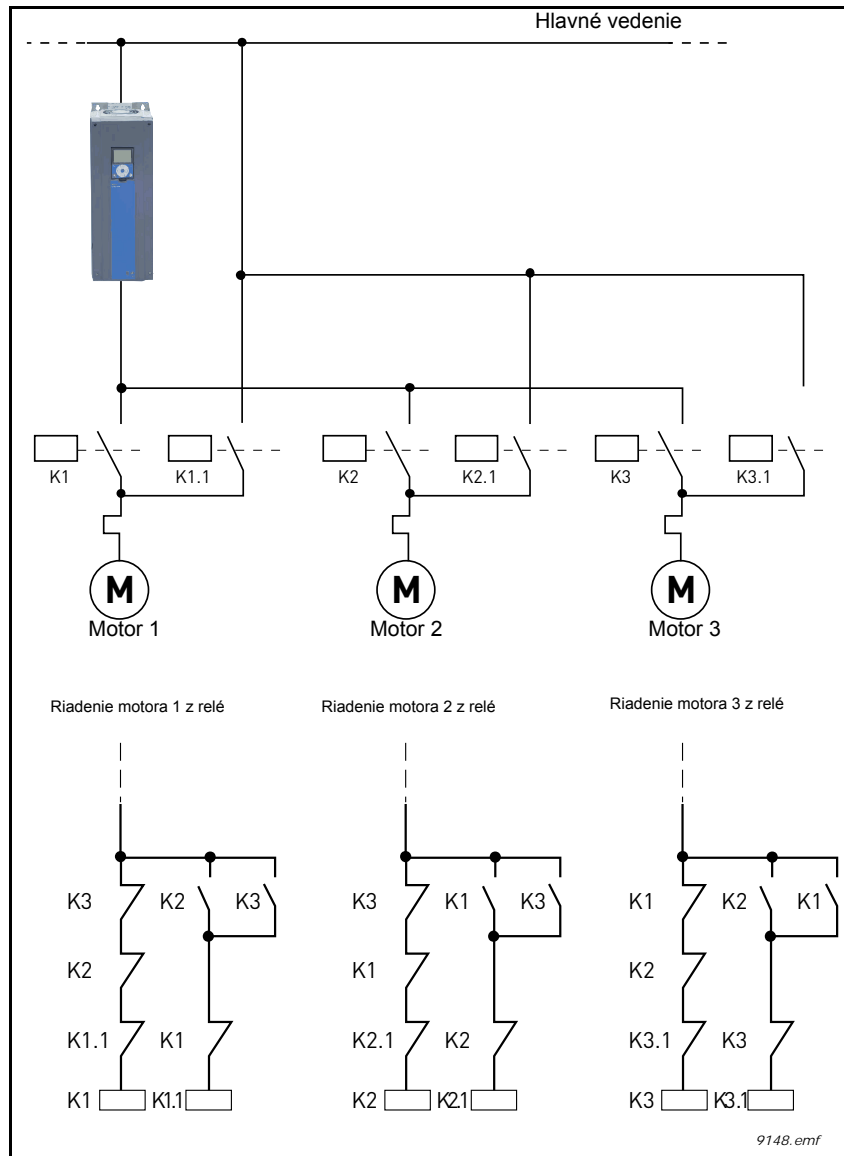 Hlavné vedenie
K1 K1.1 K2 K2.1 K3 K3.1
M M M
Motor 1 Motor 2 Motor 3
Riadenie motora 1 z relé Riadenie motora 2 z relé Riadenie motora 3 z relé
K3 K2 K3 K3 K1 K3 K1 K2 K1
K2 K1 K2
K1.1 K1 K2.1 K2 K3.1 K3
K1 K1.1 K2 K2.1 K3 K3.1
9148.emf